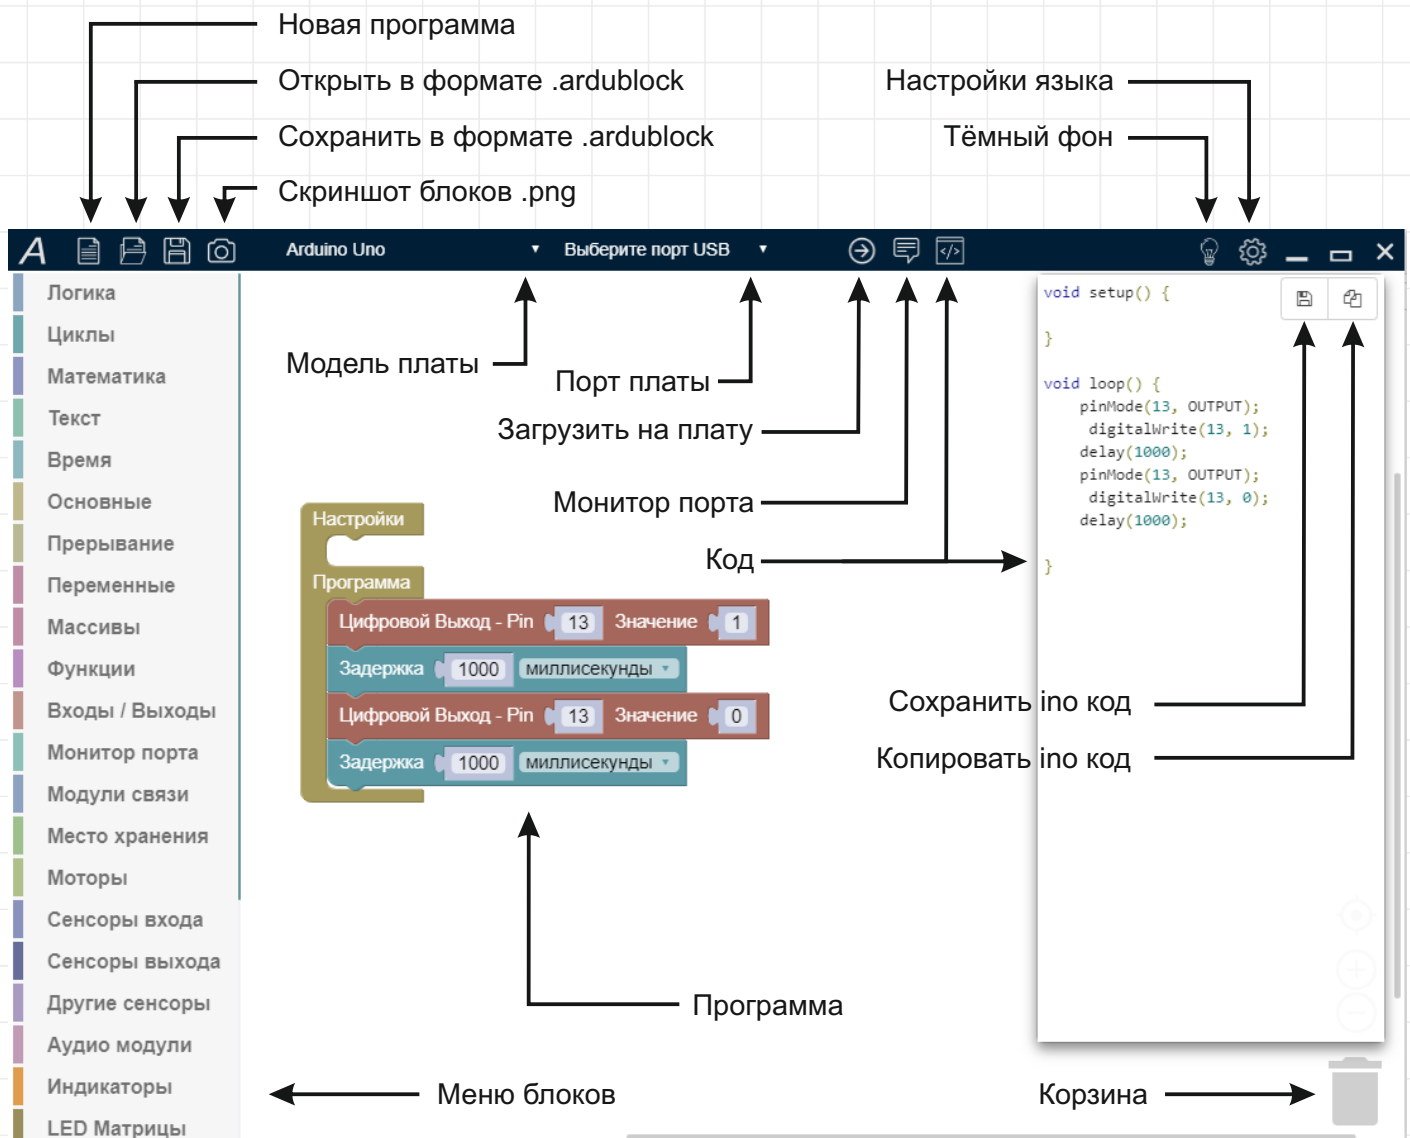 Новая программа
Открыть в формате .ardublock
Настройки языка
Сохранить в формате .ardublock
Тёмный фон
Скриншот блоков .png
A
Arduino Uno
Выберите порт USB
</>
Логика
Циклы
Математика
Текст
Время
Основные
Прерывание
Переменные
Массивы
Функции
Входы / Выходы
Монитор порта
Модули связи
Место хранения
Моторы
Сенсоры входа
Сенсоры выхода
Другие сенсоры
Аудио модули
Индикаторы
LED Матрицы
Модель платы
Порт платы
Загрузить на плату
Монитор порта
Код
Настройки
Программа
Цифровой Выход - Pin 13 Значение 1
Задержка 1000 миллисекунды
Цифровой Выход - Pin 13 Значение 0
Задержка 1000 миллисекунды
Программа
Меню блоков
void setup() {
}
void loop() {
pinMode(13, OUTPUT);
digitalWrite(13, 1);
delay(1000);
pinMode(13, OUTPUT);
digitalWrite(13, 0);
delay(1000);
}
Сохранить ino код
Копировать ino код
Корзина